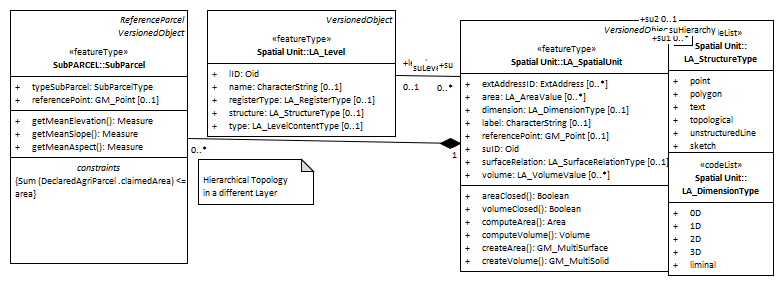 ReferenceParcel
VersionedObject
«featureType»
SubPARCEL::SubParcel
+ typeSubParcel: SubParcelType
+ referencePoint: GM_Point [0..1]
+ getMeanElevation(): Measure
+ getMeanSlope(): Measure
+ getMeanAspect(): Measure
constraints
{Sum (DeclaredAgriParcel .claimedArea) <=
area}
VersionedObject
«featureType»
Spatial Unit::LA_Level
+ lID: Oid
+ name: CharacterString [0..1]
+ registerType: LA_RegisterType [0..1]
+ structure: LA_StructureType [0..1]
+ type: LA_LevelContentType [0..1]
suLeve
+su
0..1
0..*
0..*
1
Hierarchical Topology
in a different Layer
+su2 0..1
suHierarchy
+su1 0..*
«featureType»
Spatial Unit::LA_SpatialUnit
+ extAddressID: ExtAddress [0..*]
+ area: LA_AreaValue [0..*]
+ dimension: LA_DimensionType [0..1]
+ label: CharacterString [0..1]
+ referencePoint: GM_Point [0..1]
+ suID: Oid
+ surfaceRelation: LA_SurfaceRelationType [0..1]
+ volume: LA_VolumeValue [0..*]
+ areaClosed(): Boolean
+ volumeClosed(): Boolean
+ computeArea(): Area
+ computeVolume(): Volume
+ createArea(): GM_MultiSurface
+ createVolume(): GM_MultiSolid
eList»
Spatial Unit::
LA_StructureType
+ point
+ polygon
+ text
+ topological
+ unstructuredLine
+ sketch
«codeList»
Spatial Unit::
LA_DimensionType
+ 0D
+ 1D
+ 2D
+ 3D
+ liminal